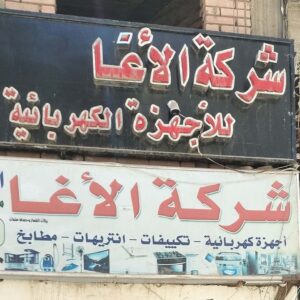 شركة الأغا
للأجهزة الكهربائية
شركة الأغا
أجهزة كهربائية - تكييفات - انتريهات - مطابخ